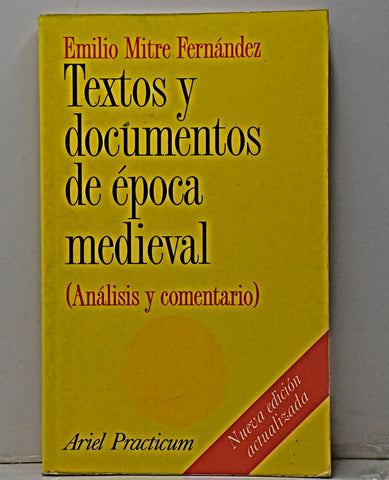 Emilio Mitre Fernández
Textos y
documentos
de época
medieval
(Análisis y comentario)
Nueva edición
actualizada
Ariel Practicum